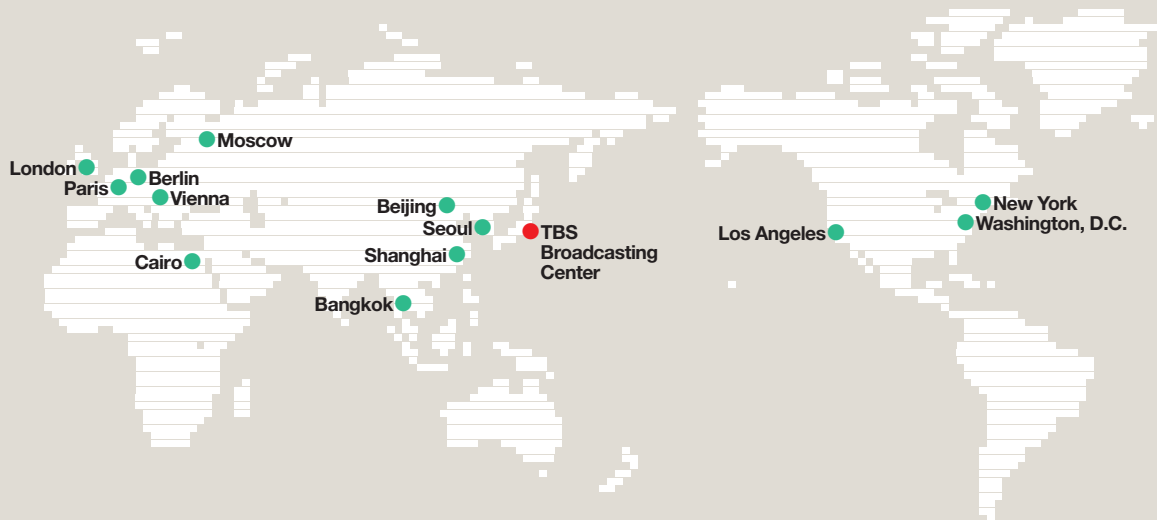 Moscow
London
Berlin
Paris
Vienna
Beijing
New York
Seoul
Washington, D.C.
TBS
Broadcasting
Center
Los Angeles
Shanghai
Cairo
Bangkok